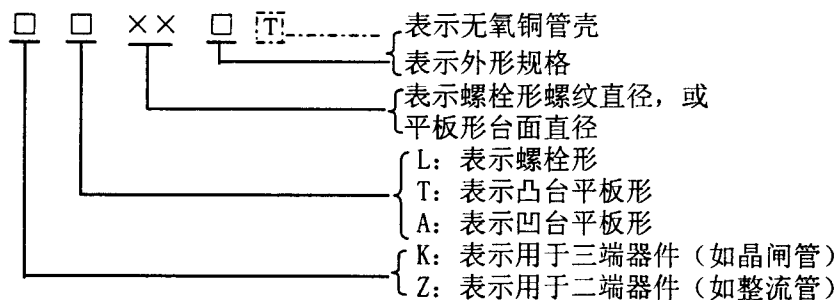 □ □ ×× □ T 表示无氧铜管壳
表示外形规格
表示螺栓形螺纹直径，或
平板形台面直径
L：表示螺栓形
T：表示凸台平板形
A：表示凹台平板形
K：表示用于三端器件（如晶闸管）
Z：表示用于二端器件（如整流管）